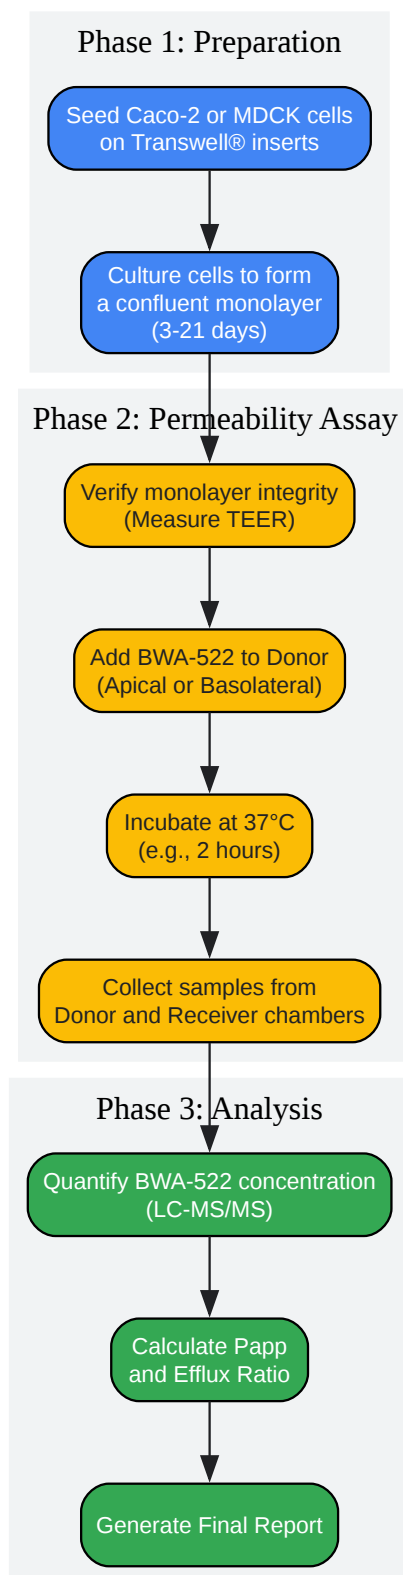 Phase 1: Preparation
Seed Caco-2 or MDCK cells
on Transwell® inserts
Culture cells to form
a confluent monolayer
(3-21 days)
Phase 2: Permeability Assay
Verify monolayer integrity
(Measure TEER)
Add BWA-522 to Donor
(Apical or Basolateral)
Incubate at 37°C
(e.g., 2 hours)
Collect samples from
Donor and Receiver chambers
Phase 3: Analysis
Quantify BWA-522 concentration
(LC-MS/MS)
Calculate Papp
and Efflux Ratio
Generate Final Report